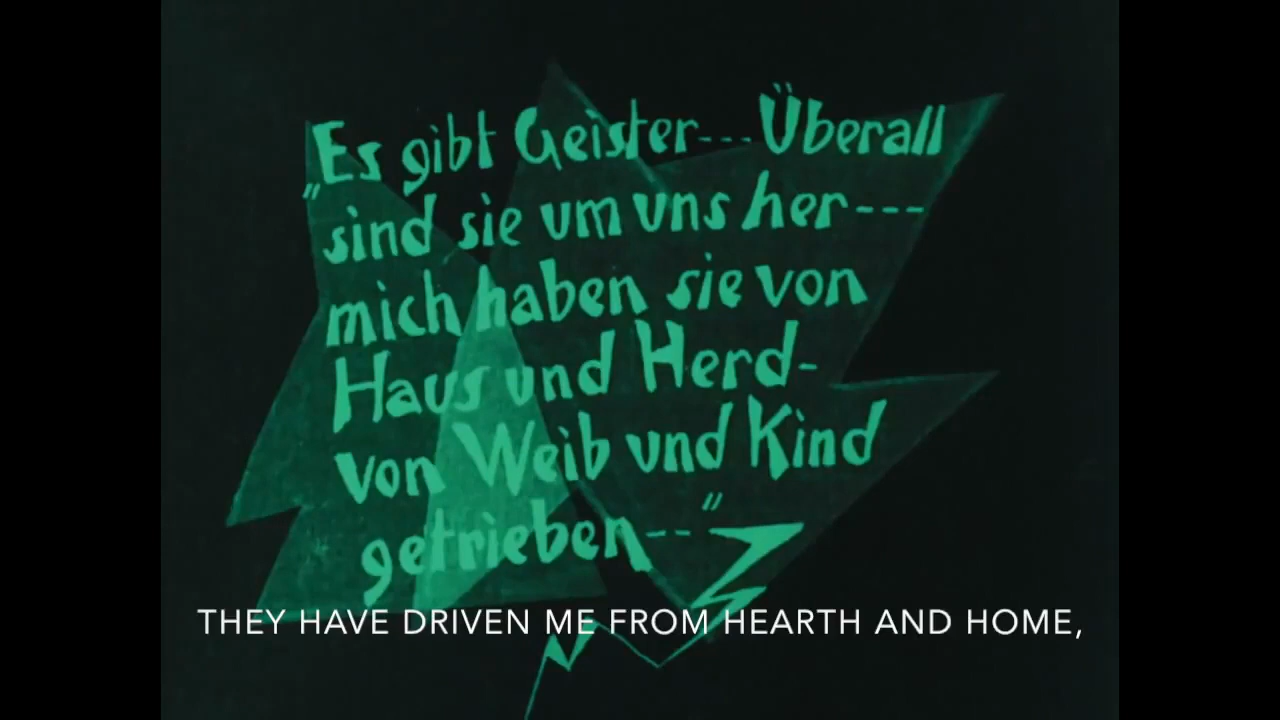 „Es gibt Geister---Überall
sind sie um uns her---
mich haben sie von
Haus und Herd-
von Weib und Kind
getrieben---"
THEY HAVE DRIVEN ME FROM HEARTH AND HOME,